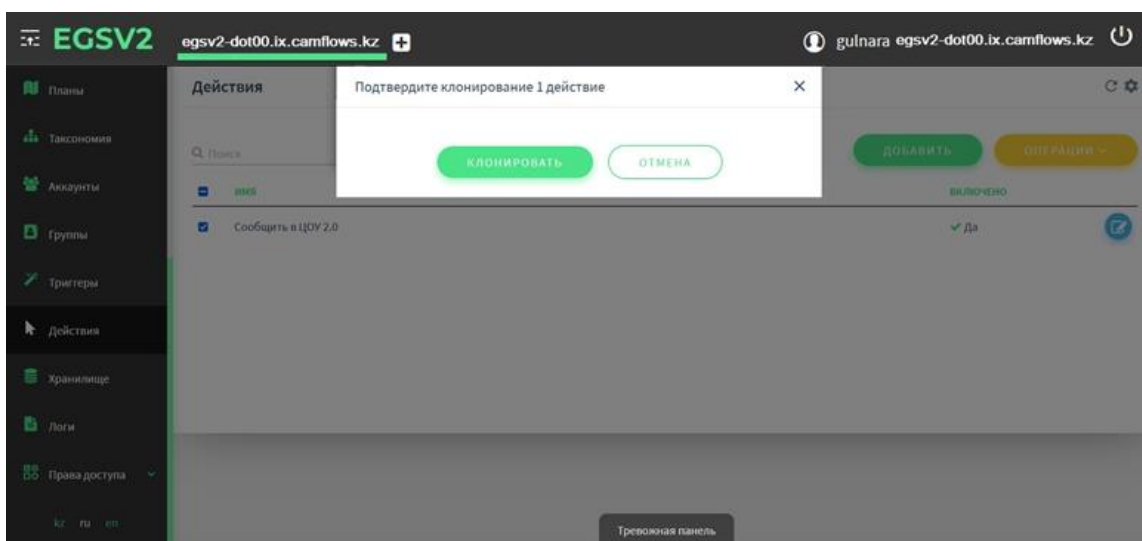 EGSV2
egsv2-dot00.ix.camflows.kz
gulnara egsv2-dot00.ix.camflows.kz
Планы
Таксономия
Аккаунты
Группы
Триггеры
Действия
Хранилище
Логи
Права доступа
kz ru en
Действия
Подтвердите клонирование 1 действие
КЛОНИРОВАТЬ
ОТМЕНА
Поиск
ДОБАВИТЬ
ОПЕРАЦИИ
ИМЯ
ВКЛЮЧЕНО
Сообщить в ЦОУ 2.0
Да
Тревожная панель